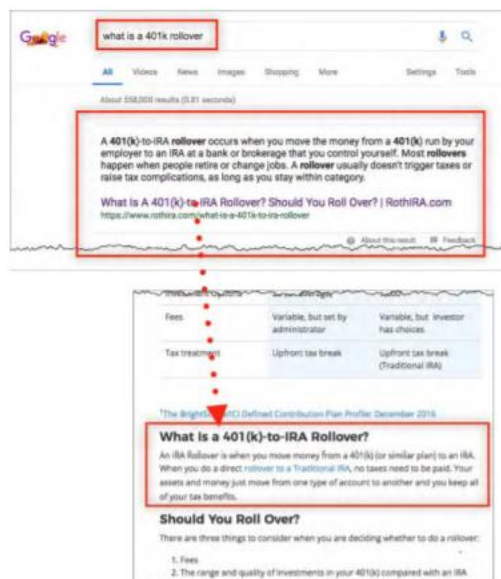 Google
what is a 401k rollover
All Videos News Images Shopping More Settings Tools
About 558,000 results (0.81 seconds)
A 401(k)-to-IRA rollover occurs when you move the money from a 401(k) run by your
employer to an IRA at a bank or brokerage that you control yourself. Most rollovers
happen when people retire or change jobs. A rollover usually doesn't trigger taxes or
raise tax complications, as long as you stay within category.
What Is A 401(k)-to-IRA Rollover? Should You Roll Over? | RothIRA.com
https://www.rothira.com/what-is-a-401k-to-ira-rollover
About this result Feedback
Fees Variable, but set by Variable, but Investor
administrator has choices
Tax treatment Upfront tax break Upfront tax break
(Traditional IRA)
Defined Contribution Plan Profile: December 2016
What is a 401(k)-to-IRA Rollover?
An IRA Rollover is when you move money from a 401(k) (or similar plan) to an IRA.
When you do a direct rollover to a Traditional IRA, no taxes need to be paid. Your
assets and money just move from one type of account to another and you keep all
of your tax benefits.
Should You Roll Over?
There are three things to consider when you are deciding whether to do a rollover:
1. Fees
2. The range and quality of investments in your 401(k) compared with an IRA